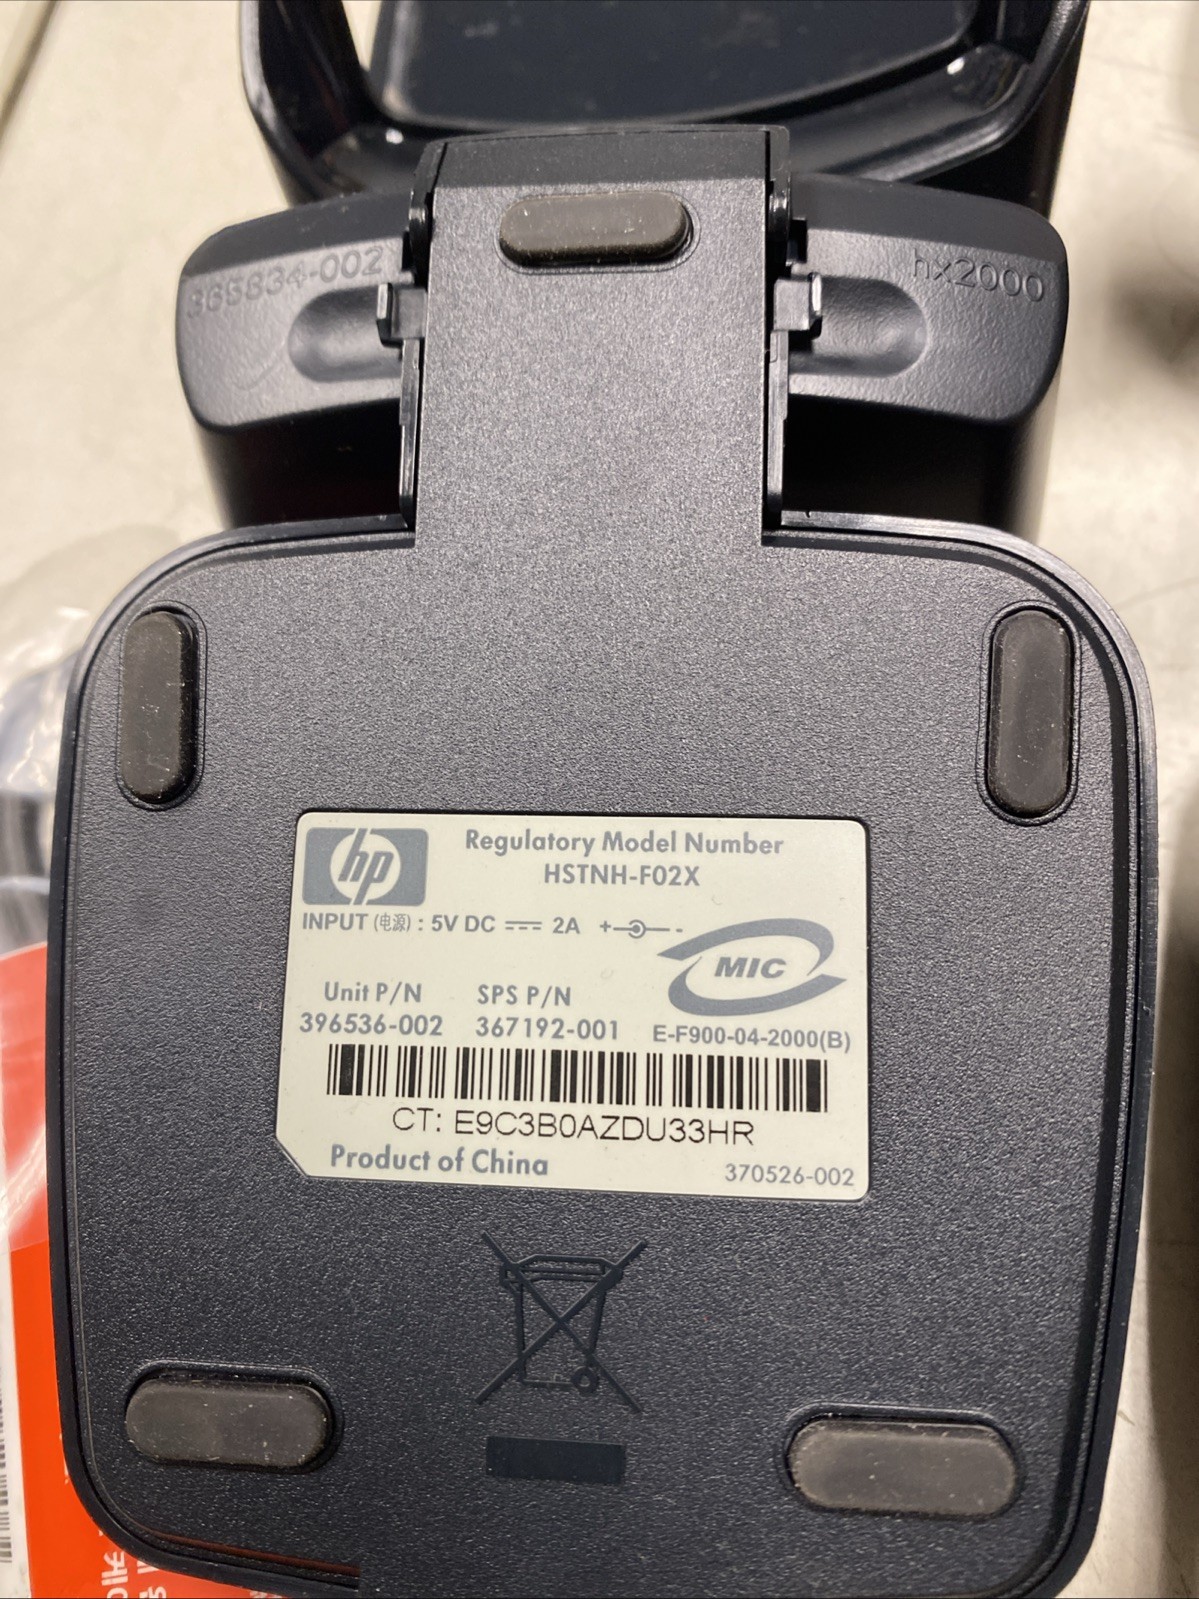 365834-002
hx2000
hp
Regulatory Model Number
HSTNH-F02X
INPUT (电源) : 5V DC 2A + -
MIC
Unit P/N SPS P/N
396536-002 367192-001 E-F900-04-2000(B)
CT: E9C3B0AZDU33HR
Product of China 370526-002